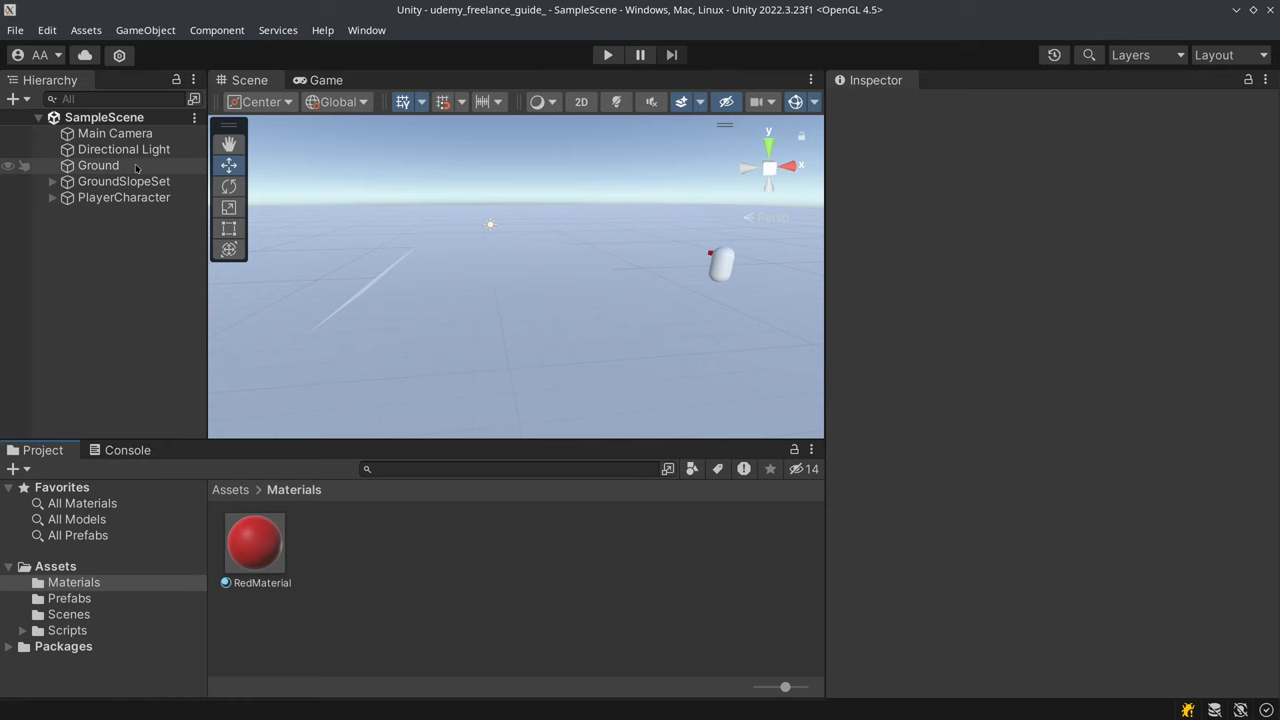 Unity - udemy_freelance_guide_ - SampleScene - Windows, Mac, Linux - Unity 2022.3.23f1 <OpenGL 4.5>
File Edit Assets GameObject Component Services Help Window
AA Layers Layout
Hierarchy Scene Game Inspector
All Center Global 2D
SampleScene
Main Camera
Directional Light
Ground
GroundSlopeSet
PlayerCharacter
y
x
Persp
Project Console
14
Favorites
All Materials
All Models
All Prefabs
Assets
Materials
Prefabs
Scenes
Scripts
Packages
Assets > Materials
RedMaterial